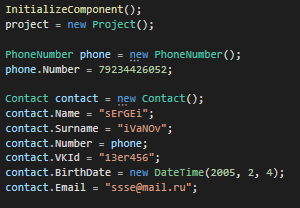 InitializeComponent();
project = new Project();
PhoneNumber phone = new PhoneNumber();
phone.Number = 79234426052;
Contact contact = new Contact();
contact.Name = "sErGEi";
contact.Surname = "iVaNOv";
contact.Number = phone;
contact.VKId = "13er456";
contact.BirthDate = new DateTime(2005, 2, 4);
contact.Email = "ssse@mail.ru";